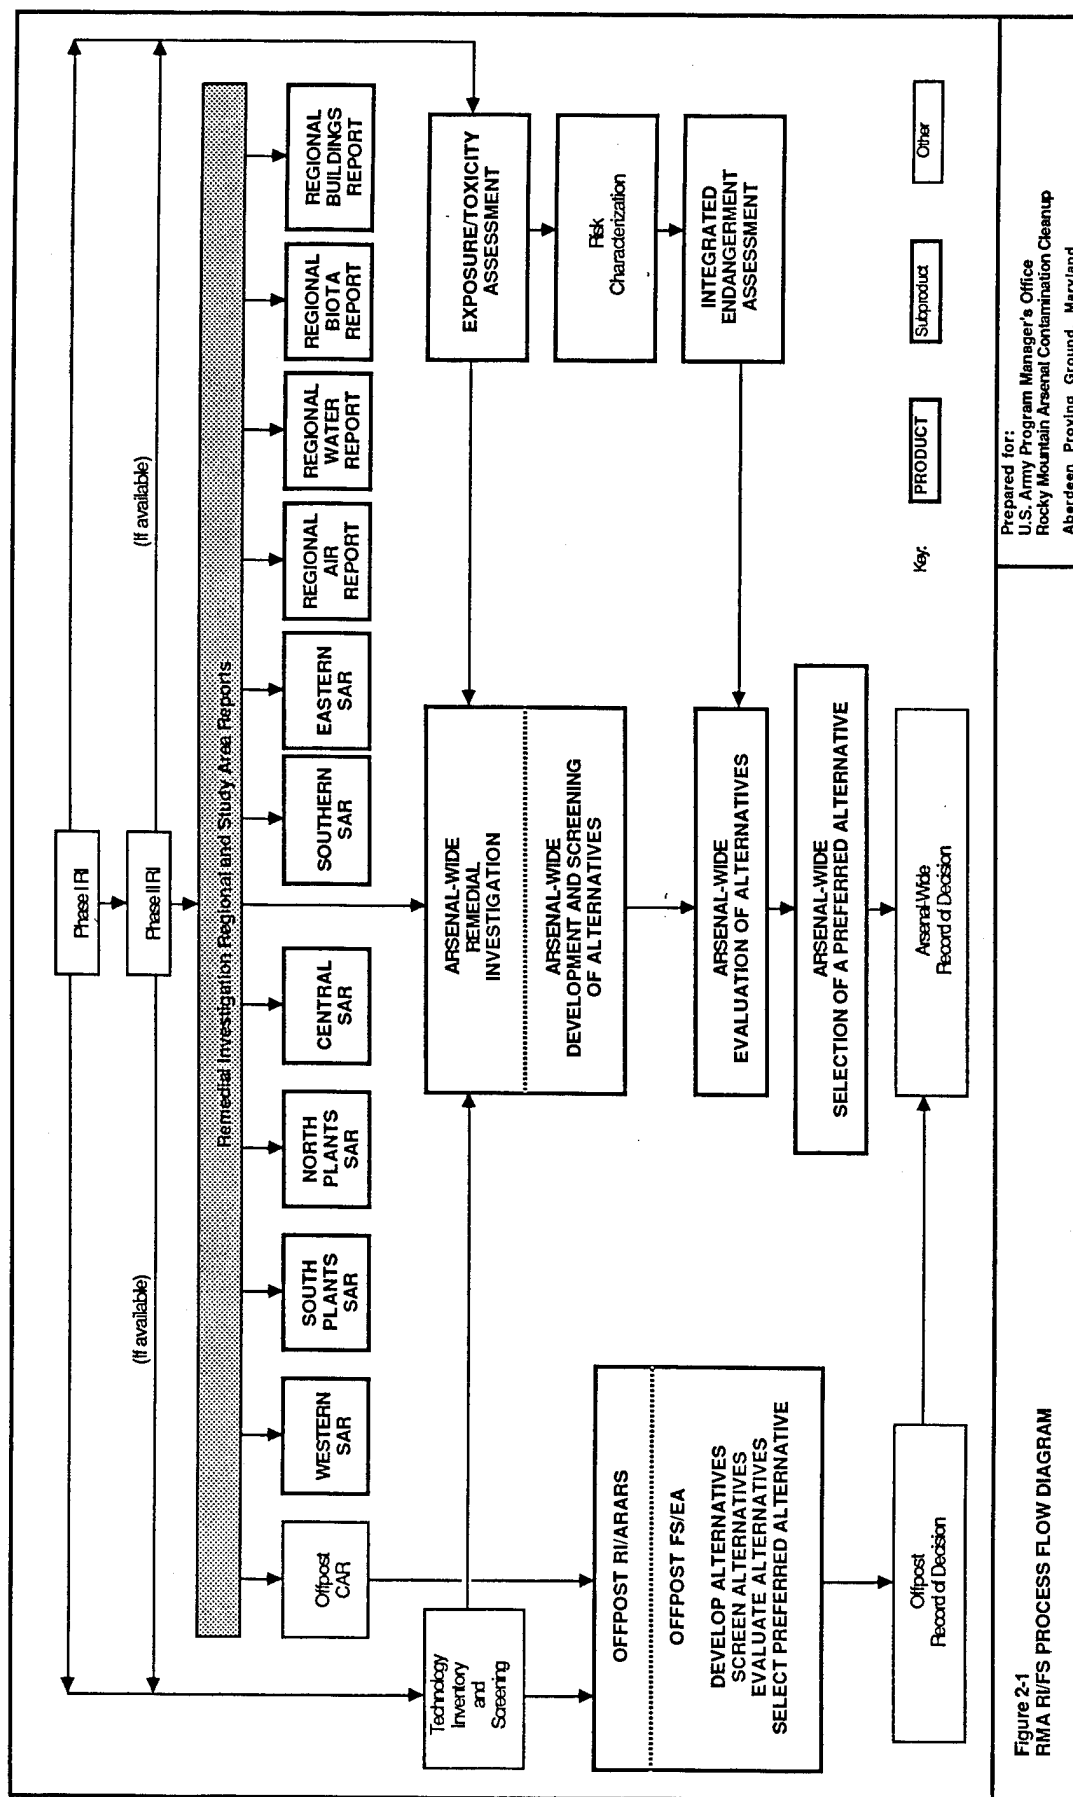 Phase I RI
Phase II RI
(If available)
(If available)
Remedial Investigation Regional and Study Area Reports
Offpost
CAR
WESTERN
SAR
SOUTH
PLANTS
SAR
NORTH
PLANTS
SAR
CENTRAL
SAR
SOUTHERN
SAR
EASTERN
SAR
REGIONAL
AIR
REPORT
REGIONAL
WATER
REPORT
REGIONAL
BIOTA
REPORT
REGIONAL
BUILDINGS
REPORT
Technology
Inventory
and
Screening
ARSENAL-WIDE
REMEDIAL
INVESTIGATION
ARSENAL-WIDE
DEVELOPMENT AND SCREENING
OF ALTERNATIVES
EXPOSURE/TOXICITY
ASSESSMENT
Risk
Characterization
INTEGRATED
ENDANGERMENT
ASSESSMENT
OFFPOST RI/ARARS
OFFPOST FS/EA
DEVELOP ALTERNATIVES
SCREEN ALTERNATIVES
EVALUATE ALTERNATIVES
SELECT PREFERRED ALTERNATIVE
ARSENAL-WIDE
EVALUATION OF ALTERNATIVES
ARSENAL-WIDE
SELECTION OF A PREFERRED ALTERNATIVE
Offpost
Record of Decision
Arsenal-Wide
Record of Decision
Key:
PRODUCT
Subproduct
Other
Figure 2-1
RMA RI/FS PROCESS FLOW DIAGRAM
Prepared for:
U.S. Army Program Manager's Office
Rocky Mountain Arsenal Contamination Cleanup
Aberdeen Proving Ground, Maryland